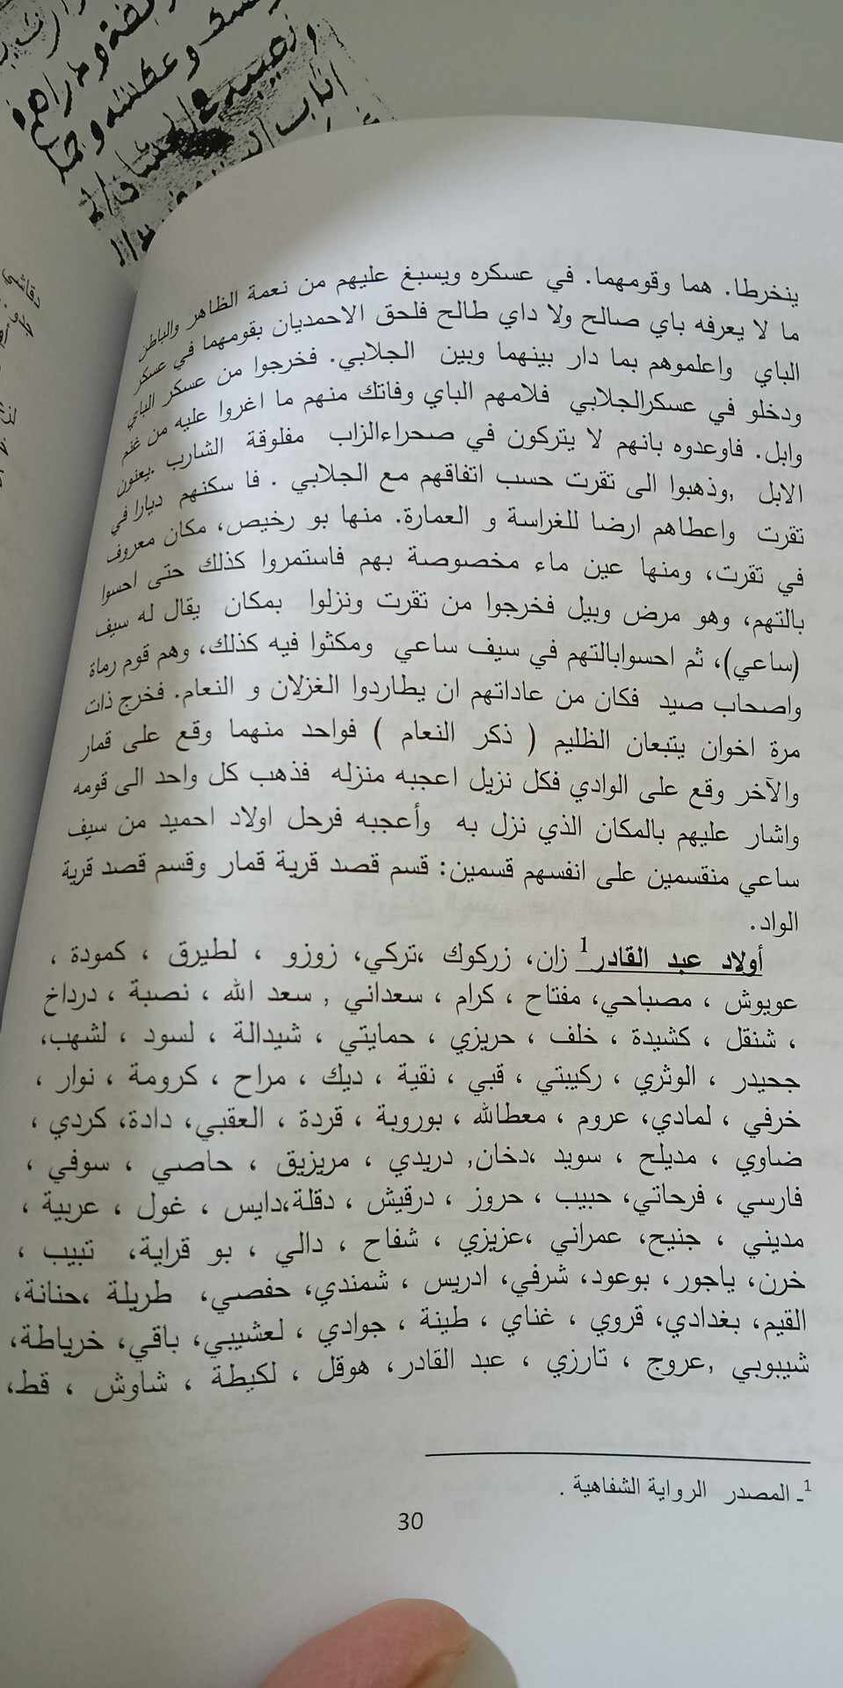 ينخرطا. هما وقومهما. في عسكره ويسبغ عليهم من نعمة الظاهر والباطن
ما لا يعرفه باي صالح ولا داي طالح فلحق الاحمديان بقومهما في عسكر
الباي واعلموهم بما دار بينهما وبين الجلابي. فخرجوا من عسكر الباي
ودخلو في عسكرالجلابي فلامهم الباي وفاتك منهم ما اغروا عليه من غنم
وابل. فاوعدوه بانهم لا يتركون في صحراءالزاب مفلوقة الشارب .يعنون
الابل ,وذهبوا الى تقرت حسب اتفاقهم مع الجلابي . فا سكنهم ديارا في
تقرت واعطاهم ارضا للغراسة و العمارة. منها بو رخيص، مكان معروف
في تقرت، ومنها عين ماء مخصوصة بهم فاستمروا كذلك حتى احسوا
بالتهم، وهو مرض وبيل فخرجوا من تقرت ونزلوا بمكان يقال له سيف
(ساعي)، ثم احسوابالتهم في سيف ساعي ومكثوا فيه كذلك، وهم قوم رماة
واصحاب صيد فكان من عاداتهم ان يطاردوا الغزلان و النعام. فخرج ذات
مرة اخوان يتبعان الظليم ( ذكر النعام ) فواحد منهما وقع على قمار
والآخر وقع على الوادي فكل نزيل اعجبه منزله فذهب كل واحد الى قومه
واشار عليهم بالمكان الذي نزل به وأعجبه فرحل اولاد احميد من سيف
ساعي منقسمين على انفسهم قسمين: قسم قصد قرية قمار وقسم قصد قرية
الواد.
أولاد عبد القادر1 زان، زركوك ،تركي، زوزو ، لطيرق ، كمودة ،
عويوش ، مصباحي، مفتاح ، كرام ، سعداني , سعد الله ، نصبة ، درداخ
، شنقل ، كشيدة ، خلف ، حريزي ، حمايتي ، شيدالة ، لسود ، لشهب،
جحيدر ، الوثري ، ركيبتي ، قبي ، نقية ، ديك ، مراح ، كرومة ، نوار ،
خرفي ، لمادي، عروم ، معطالله ، بوروبة ، قردة ، العقبي، دادة، كردي ،
ضاوي ، مديلح ، سويد ،دخان, دريدي ، مريزيق ، حاصي ، سوفي ،
فارسي ، فرحاتي، حبيب ، حروز ، درقيش ، دقلة،دايس ، غول ، عربية ،
مديني ، جنيح، عمراني ،عزيزي ، شفاح ، دالي ، بو قراية، تبيب ،
خرن، ياجور، بوعود، شرفي، ادريس ، شمندي، حفصي، طريلة ،حنانة،
القيم، بغدادي، قروي ، غناي ، طينة ، جوادي ، لعشيبي، باقي، خرياطة،
شيبوبي ,عروج ، تارزي ، عبد القادر، هوقل ، لكيطة ، شاوش ، قط،
1ـ المصدر الرواية الشفاهية .
30